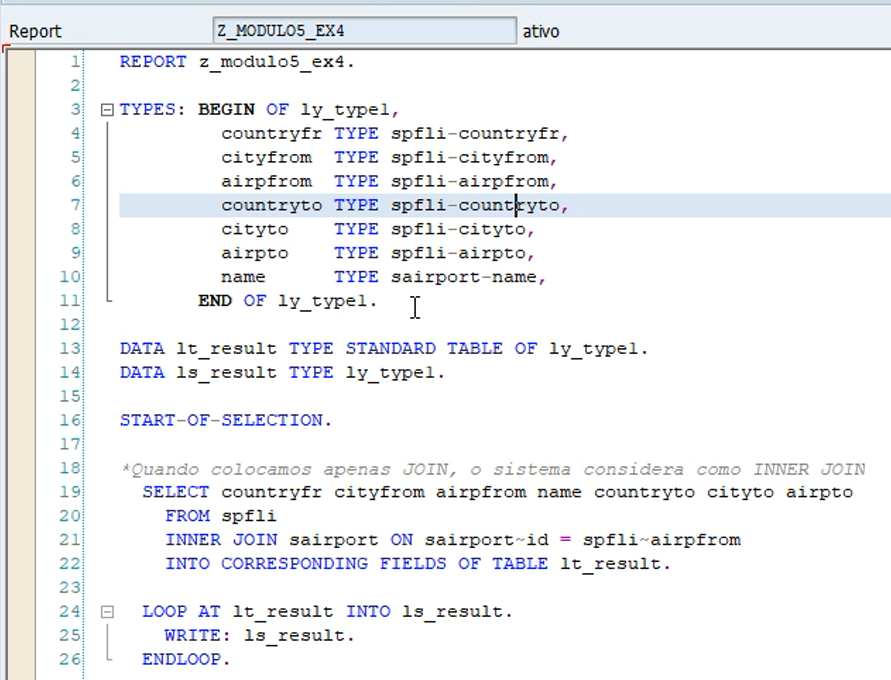 Report Z_MODULO5_EX4 ativo
1 REPORT z_modulo5_ex4.
2
3 TYPES: BEGIN OF ly_type1,
4 countryfr TYPE spfli-countryfr,
5 cityfrom TYPE spfli-cityfrom,
6 airpfrom TYPE spfli-airpfrom,
7 countryto TYPE spfli-countryto,
8 cityto TYPE spfli-cityto,
9 airpto TYPE spfli-airpto,
10 name TYPE sairport-name,
11 END OF ly_type1.
12
13 DATA lt_result TYPE STANDARD TABLE OF ly_type1.
14 DATA ls_result TYPE ly_type1.
15
16 START-OF-SELECTION.
17
18 *Quando colocamos apenas JOIN, o sistema considera como INNER JOIN
19 SELECT countryfr cityfrom airpfrom name countryto cityto airpto
20 FROM spfli
21 INNER JOIN sairport ON sairport~id = spfli~airpfrom
22 INTO CORRESPONDING FIELDS OF TABLE lt_result.
23
24 LOOP AT lt_result INTO ls_result.
25 WRITE: ls_result.
26 ENDLOOP.